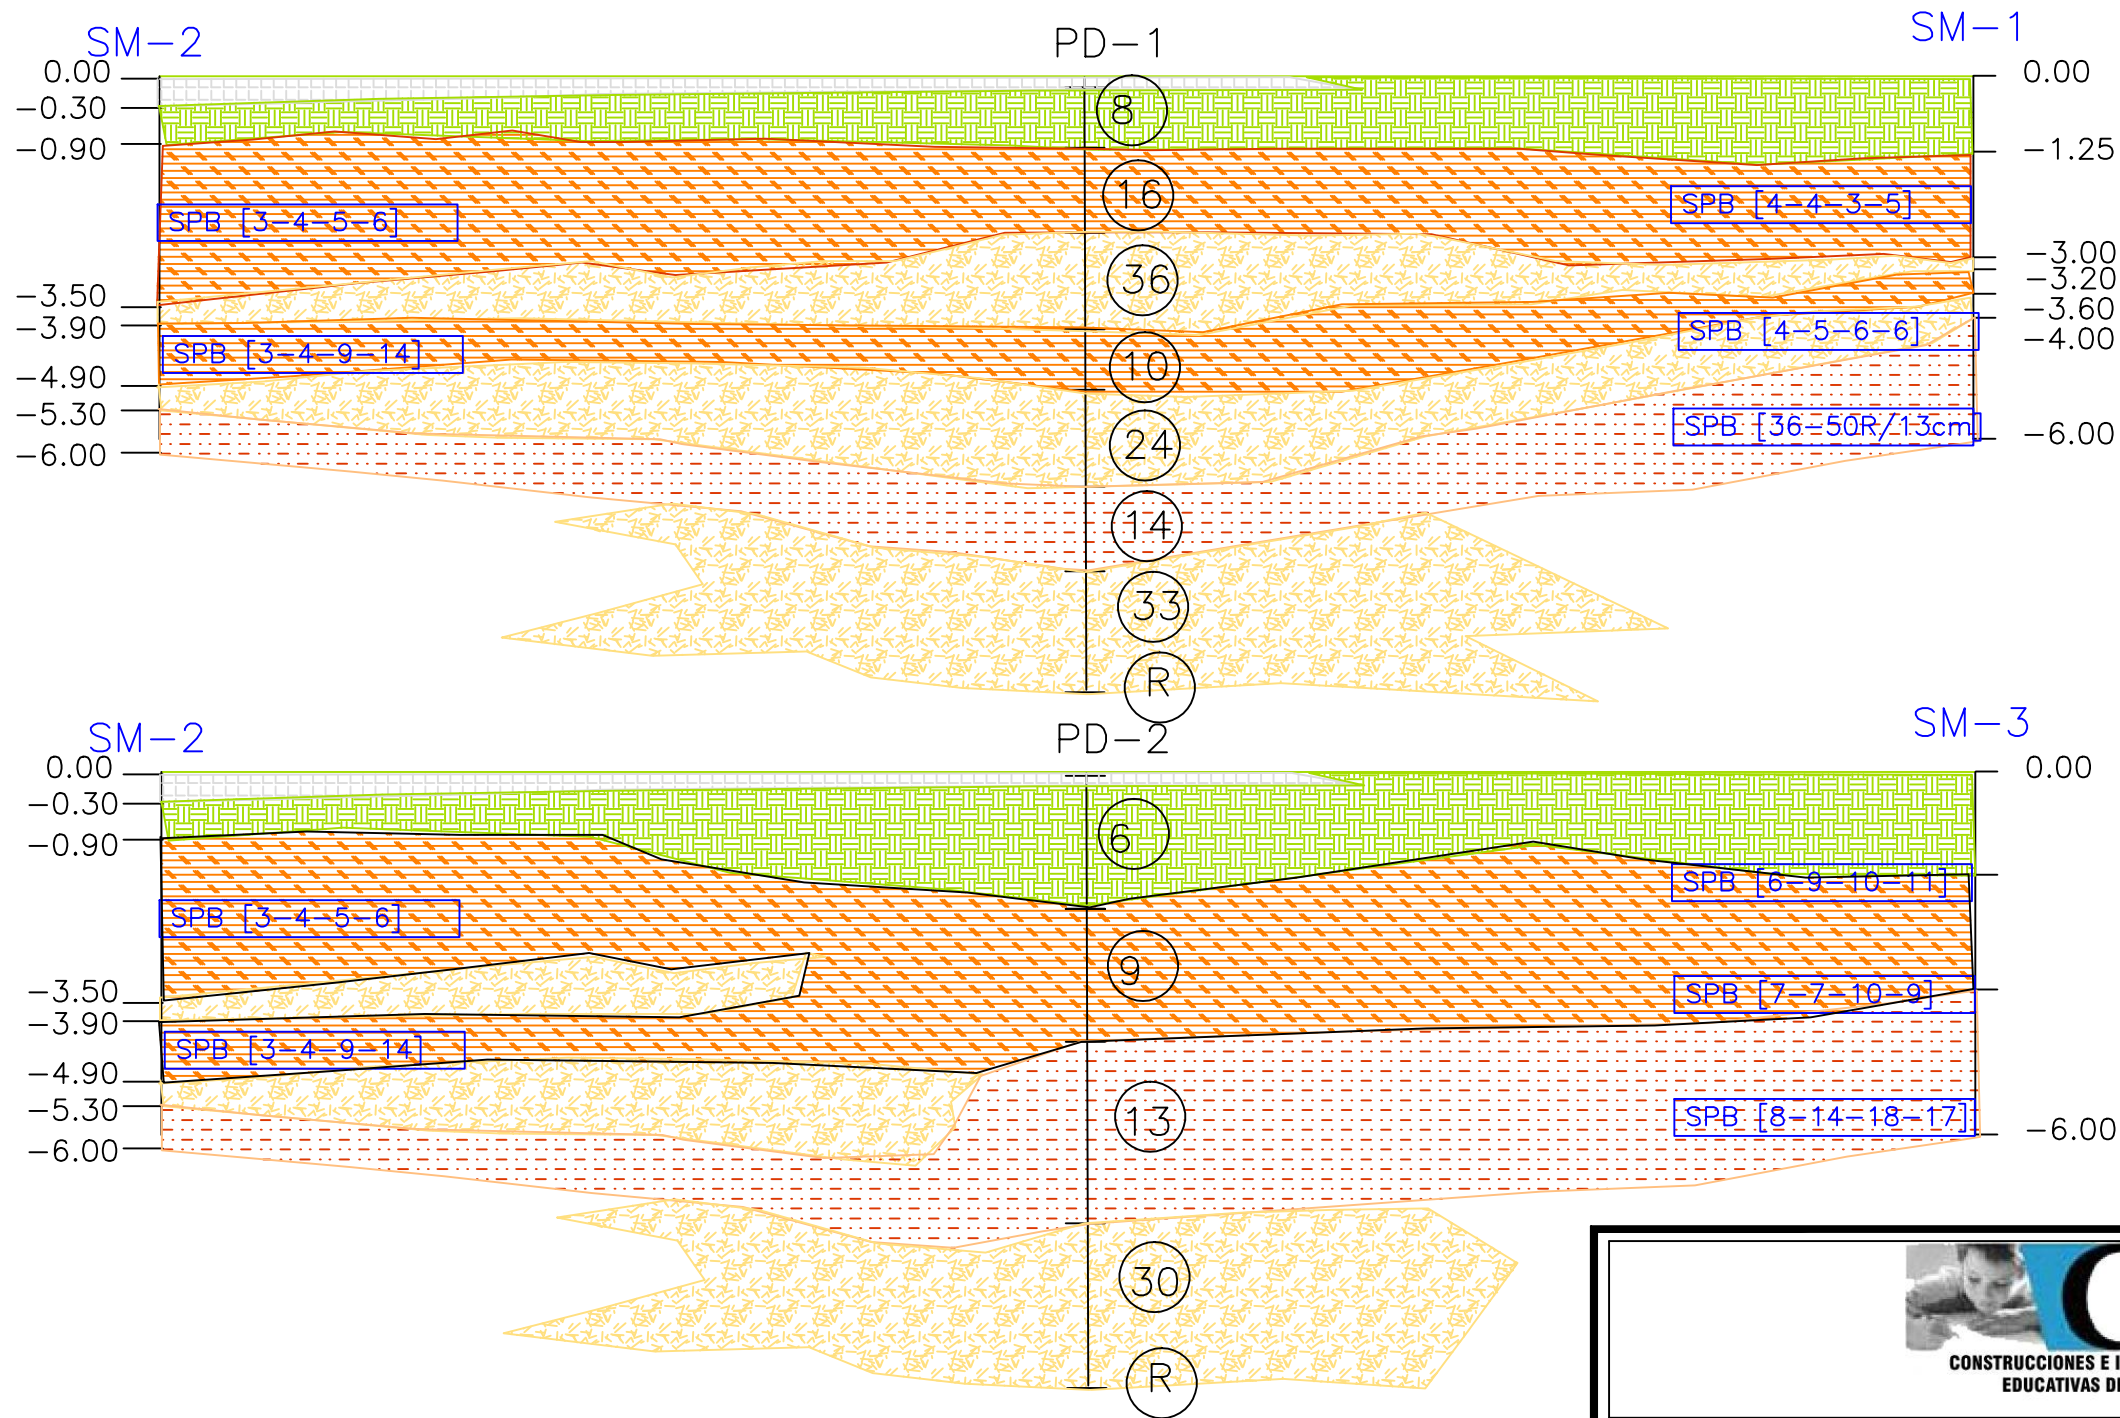 SM-2 PD-1 SM-1
0.00 0.00
-0.30 8
-0.90 -1.25
16
SPB [3-4-5-6] SPB [4-4-3-5]
36 -3.00
-3.20
-3.50 -3.60
-3.90 SPB [4-5-6-6] -4.00
SPB [3-4-9-14] 10
-4.90
-5.30 24 SPB [36-50R/13cm] -6.00
-6.00
14
33
R
SM-2 PD-2 SM-3
0.00 0.00
-0.30
-0.90 6
SPB [6-9-10-11]
SPB [3-4-5-6]
9
-3.50 SPB [7-7-10-9]
-3.90
SPB [3-4-9-14]
-4.90
-5.30 13 SPB [8-14-18-17] -6.00
-6.00
30
R
CONSTRUCCIONES E
EDUCATIVAS